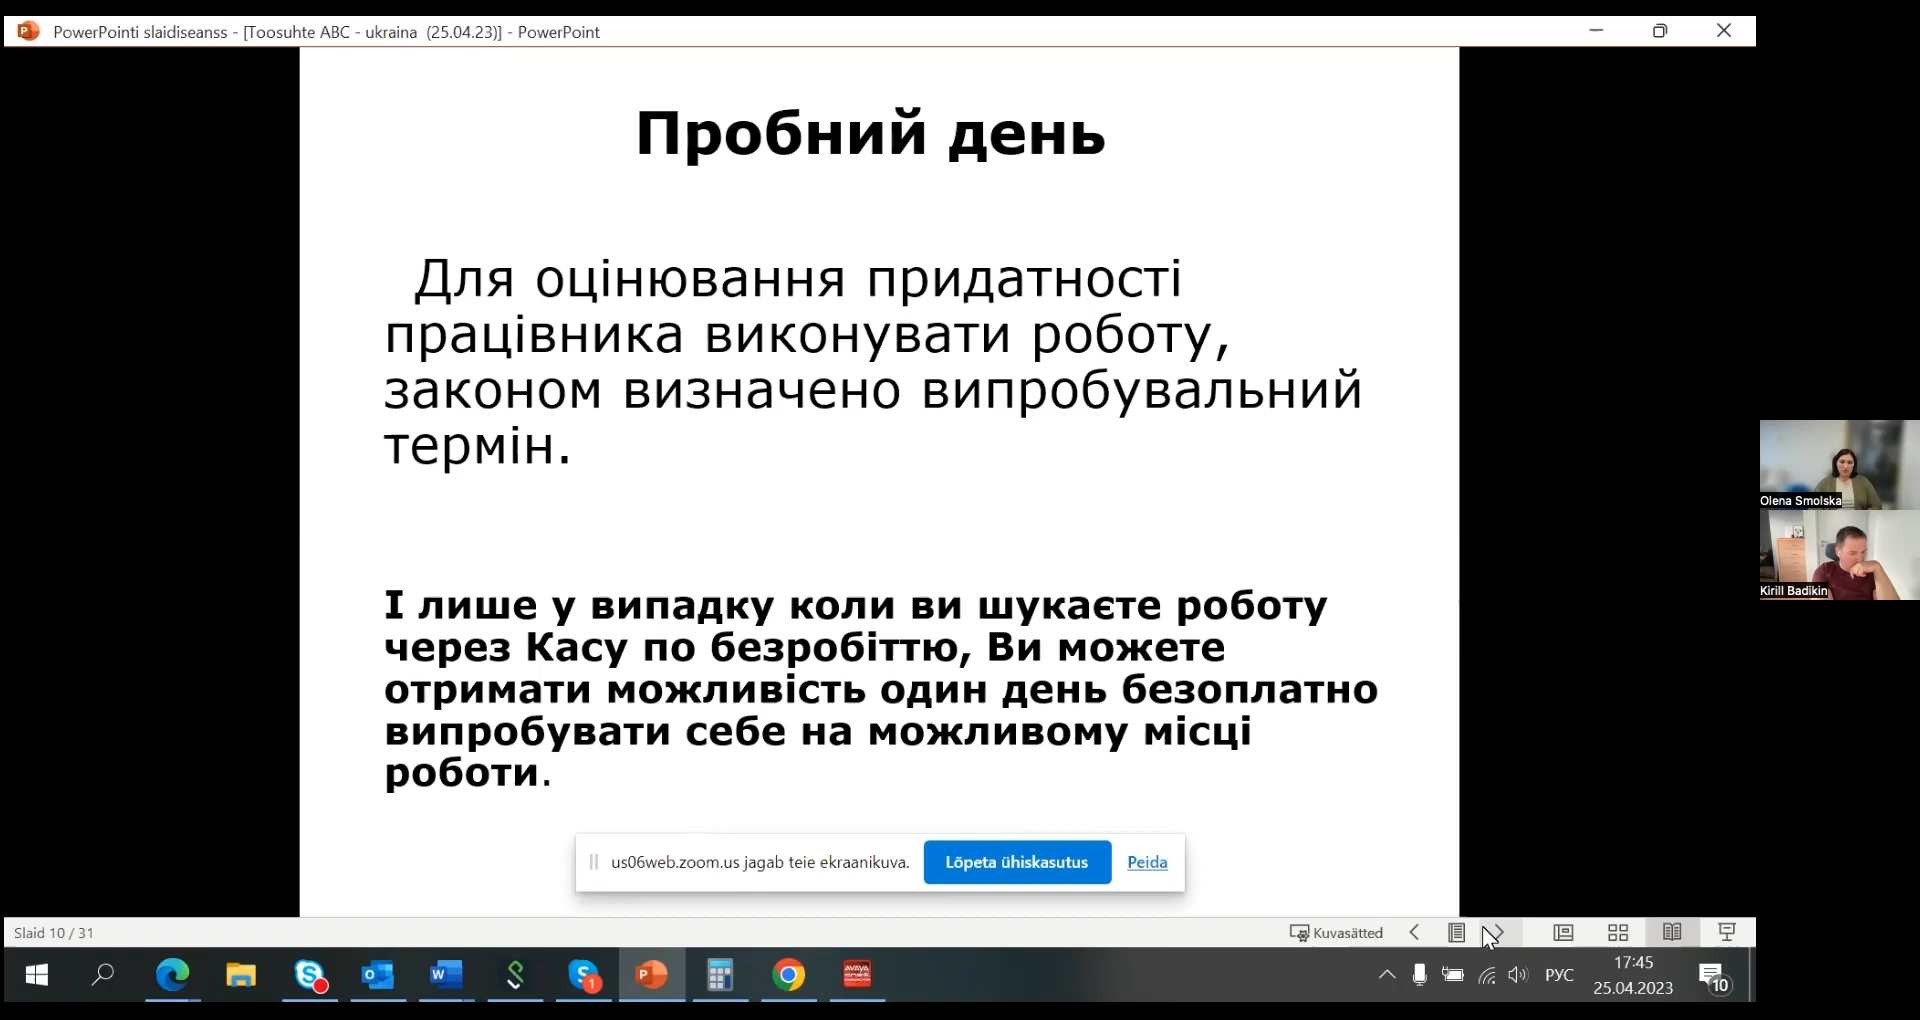 PowerPointi slaidiseanss - [Toosuhte ABC - ukraina (25.04.23)] - PowerPoint
Пробний день
Для оцінювання придатності
працівника виконувати роботу,
законом визначено випробувальний
термін.
І лише у випадку коли ви шукаєте роботу
через Касу по безробіттю, Ви можете
отримати можливість один день безоплатно
випробувати себе на можливому місці
роботи.
us06web.zoom.us jagab teie ekraanikuva.
Lõpeta ühiskasutus
Peida
Olena Smolska
Kirill Badikin
Slaid 10 / 31
Kuvasätted
1
AVAYA
РУС
17:45
25.04.2023
10